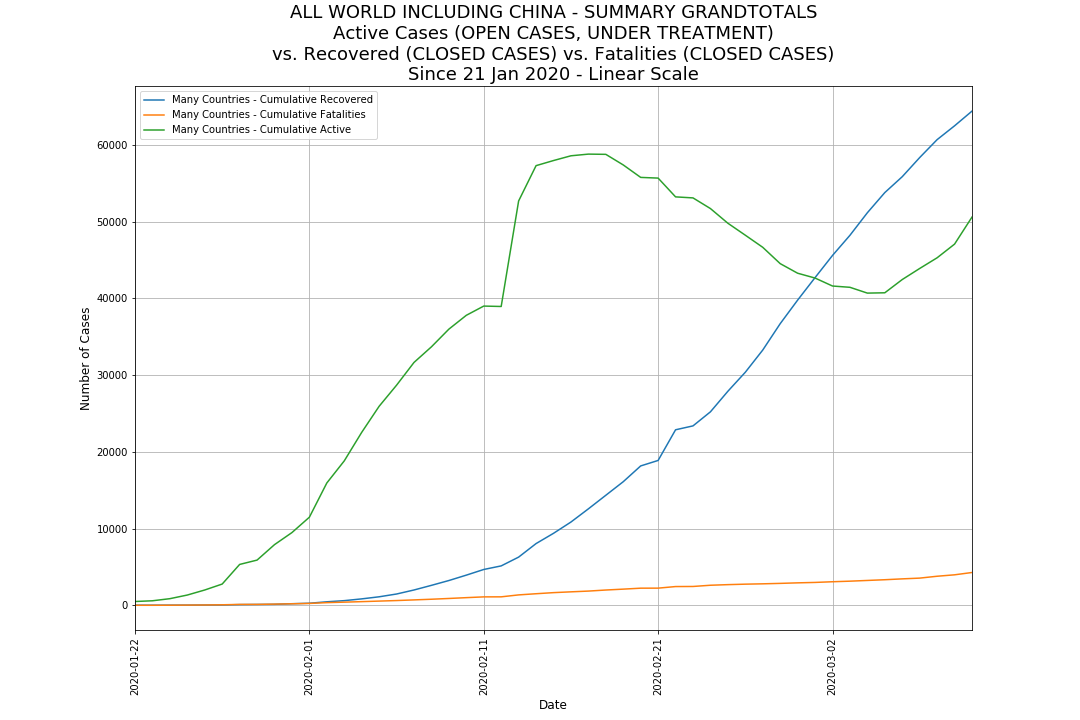 ALL WORLD INCLUDING CHINA - SUMMARY GRANDTOTALS
Active Cases (OPEN CASES, UNDER TREATMENT)
vs. Recovered (CLOSED CASES) vs. Fatalities (CLOSED CASES)
Since 21 Jan 2020 - Linear Scale
Many Countries - Cumulative Recovered
Many Countries - Cumulative Fatalities
Many Countries - Cumulative Active
60000
50000
40000
30000
20000
10000
0
Number of Cases
2020-01-22
2020-02-01
2020-02-11
2020-02-21
2020-03-02
Date